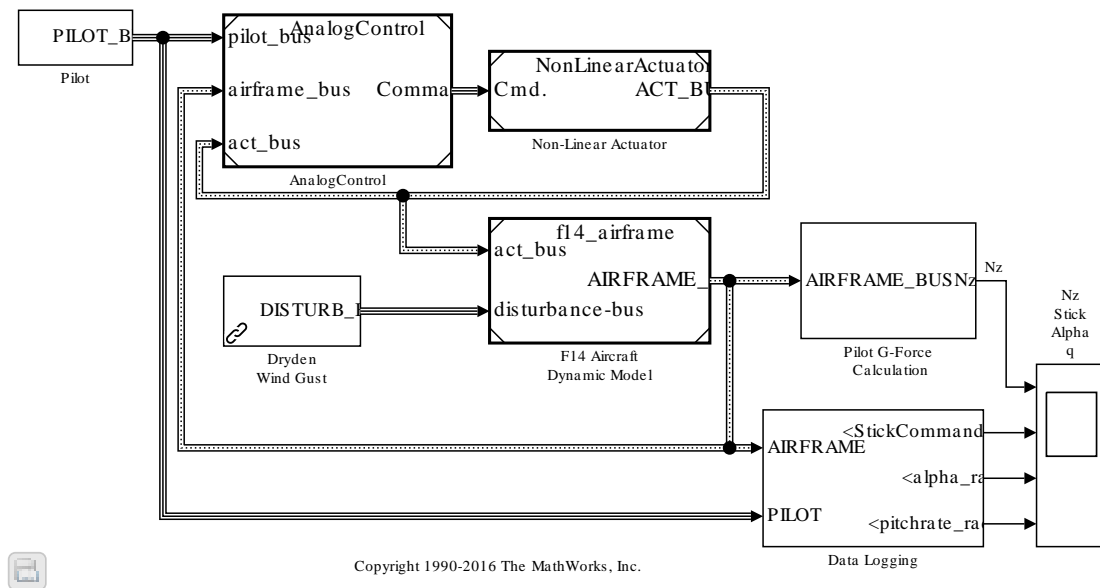 PILOT_B
Pilot
AnalogControl
pilot_bus
airframe_bus
Comma
act_bus
AnalogControl
NonLinearActuator
Cmd.
ACT_BU
Non-Linear Actuator
f14_airframe
act_bus
AIRFRAME_
disturbance-bus
F14 Aircraft
Dynamic Model
DISTURB_
Dryden
Wind Gust
AIRFRAME_BUS
Nz
Pilot G-Force
Calculation
Nz
Nz
Stick
Alpha
q
AIRFRAME
<StickCommand
<alpha_ra
PILOT
<pitchrate_ra
Data Logging
Copyright 1990-2016 The MathWorks, Inc.